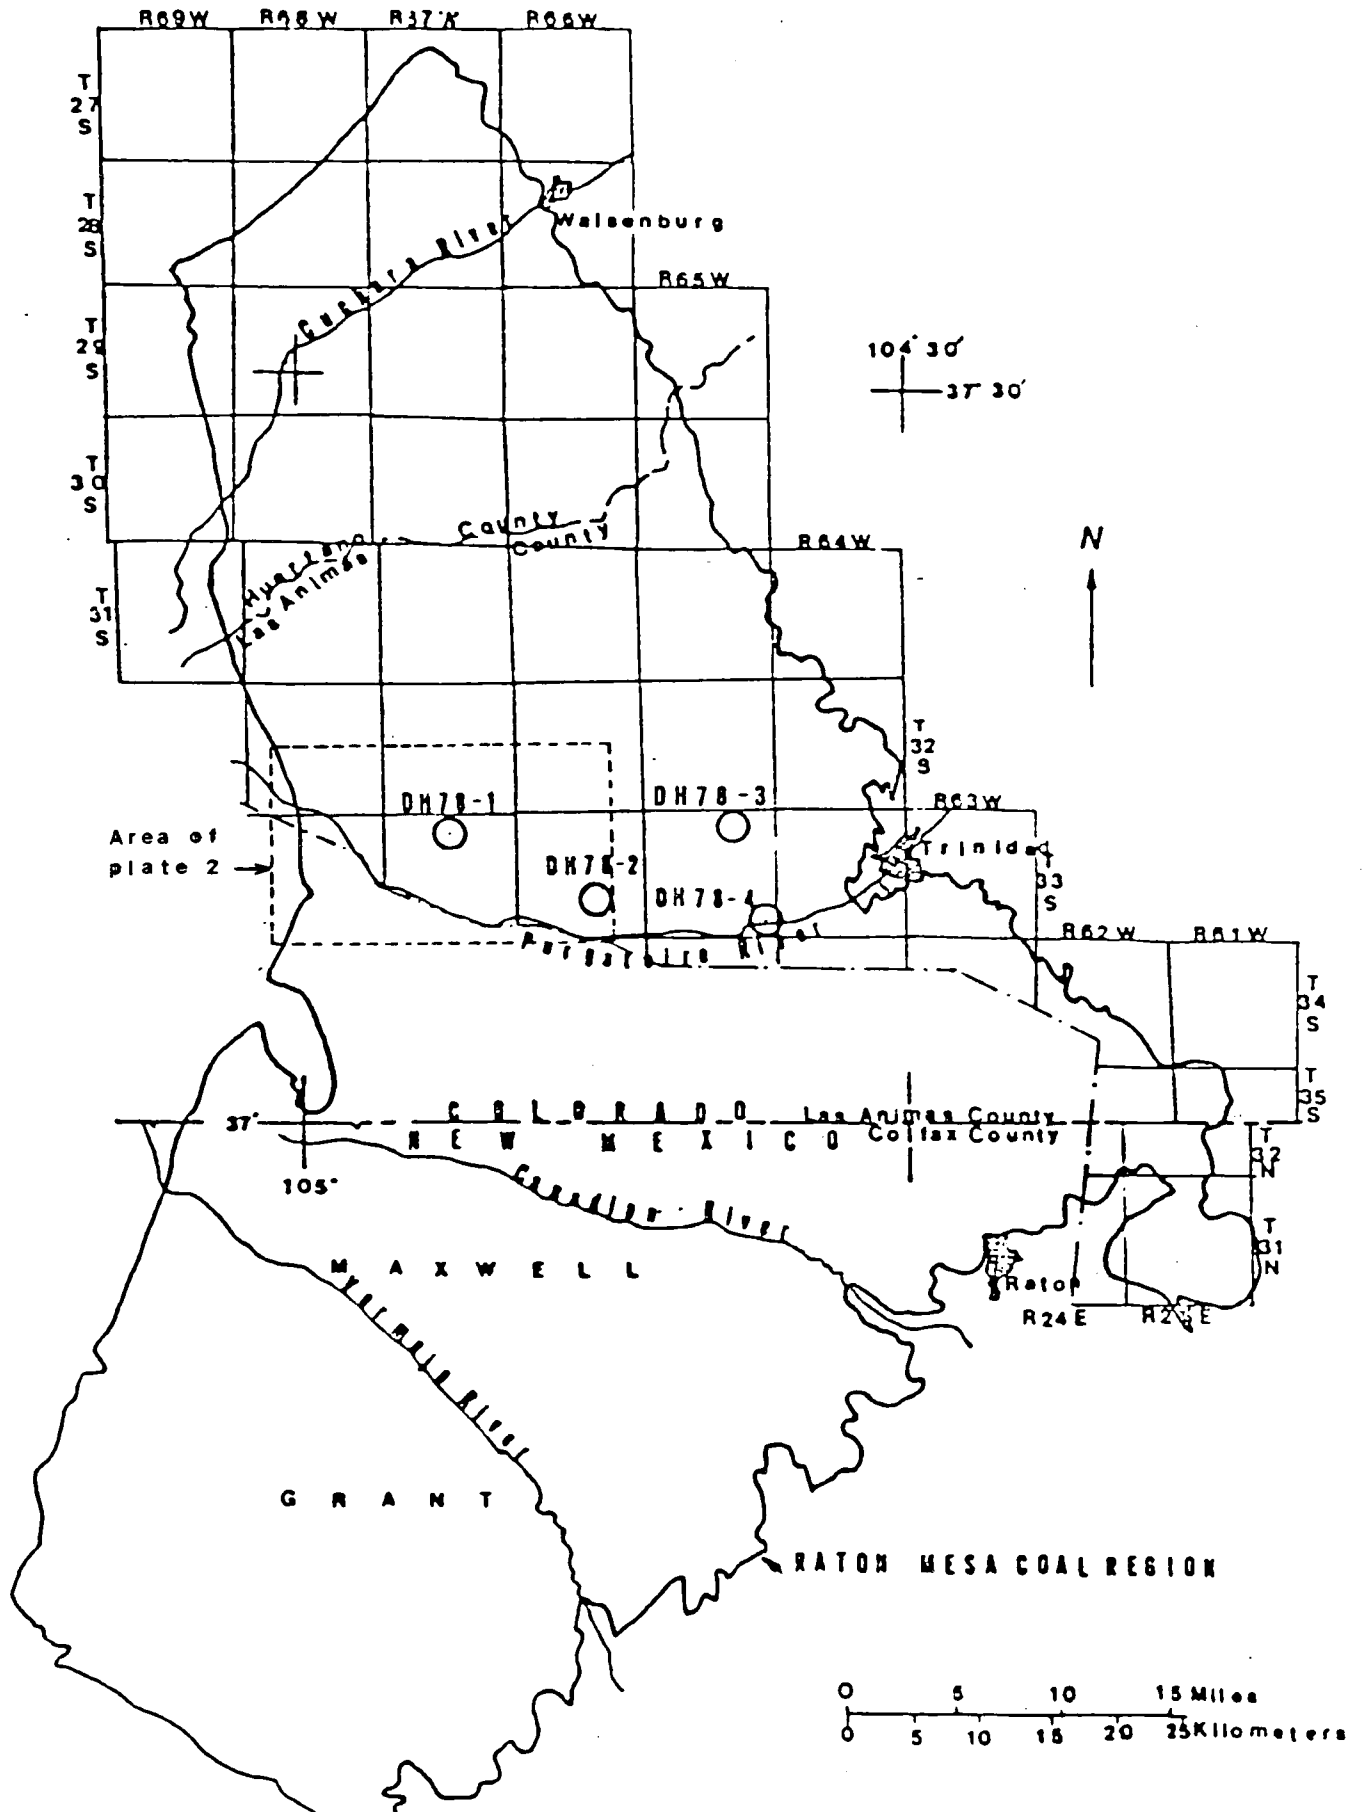 R69W R68W R67W R66W
T
27
S
T
28
S
Walsenburg
Cuchara River
R65W
T
29
S
104° 30'
37° 30'
T
30
S
Huerfano County
Las Animas County
R64W
N
T
31
S
T
32
S
DH78-1
DH78-3
R63W
Area of
plate 2
Trinidad
DH78-2
T
33
S
DH78-4
Purgatoire River
R62W R61W
T
34
S
T
35
S
COLORADO
Las Animas County
37°
NEW MEXICO
Colfax County
T
32
N
105°
Canadian River
T
31
N
MAXWELL
Raton
R24E
Vermejo River
GRANT
RATON MESA COAL REGION
0 5 10 15 Miles
0 5 10 15 20 25 Kilometers